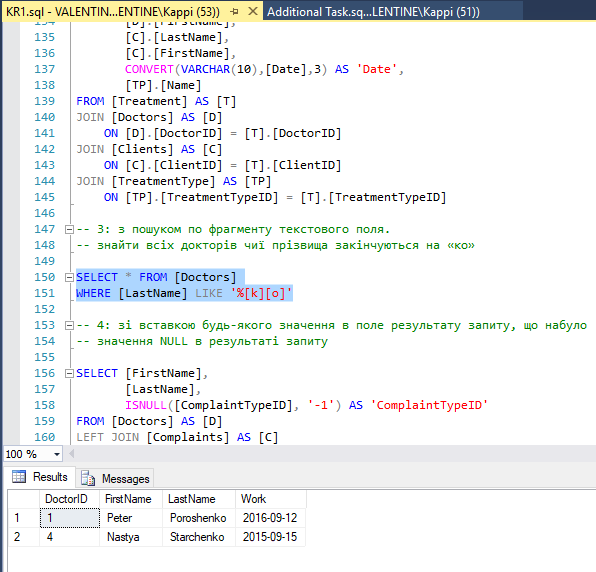 KR1.sql - VALENTIN...ENTINE\Kappi (53)) Additional Task.sq...LENTINE\Kappi (51))
134 [D].[FirstName],
135 [C].[LastName],
136 [C].[FirstName],
137 CONVERT(VARCHAR(10),[Date],3) AS 'Date',
138 [TP].[Name]
139 FROM [Treatment] AS [T]
140 JOIN [Doctors] AS [D]
141 ON [D].[DoctorID] = [T].[DoctorID]
142 JOIN [Clients] AS [C]
143 ON [C].[ClientID] = [T].[ClientID]
144 JOIN [TreatmentType] AS [TP]
145 ON [TP].[TreatmentTypeID] = [T].[TreatmentTypeID]
146
147 -- 3: з пошуком по фрагменту текстового поля.
148 -- знайти всіх докторів чиї прізвища закінчуються на «ко»
149
150 SELECT * FROM [Doctors]
151 WHERE [LastName] LIKE '%[k][o]'
152
153 -- 4: зі вставкою будь-якого значення в поле результату запиту, що набуло
154 -- значення NULL в результаті запиту
155
156 SELECT [FirstName],
157 [LastName],
158 ISNULL([ComplaintTypeID], '-1') AS 'ComplaintTypeID'
159 FROM [Doctors] AS [D]
160 LEFT JOIN [Complaints] AS [C]
100 %
Results Messages
DoctorID FirstName LastName Work
1 1 Peter Poroshenko 2016-09-12
2 4 Nastya Starchenko 2015-09-15